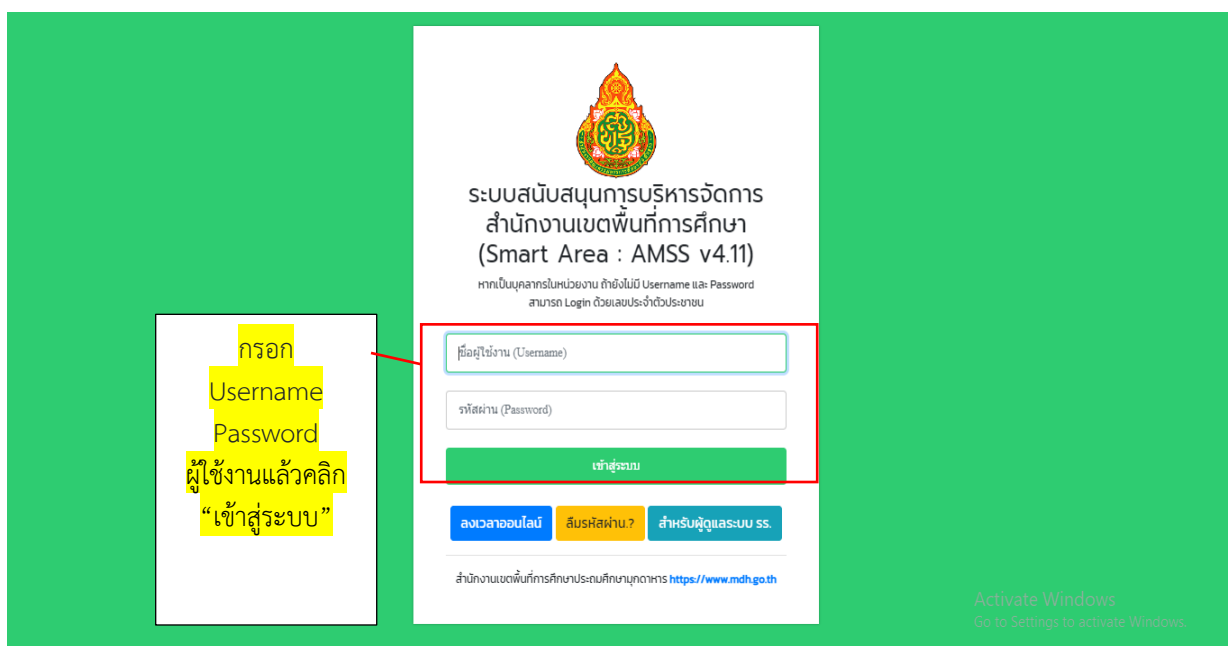 ระบบสนับสนุนการบริหารจัดการ
สำนักงานเขตพื้นที่การศึกษา
(Smart Area : AMSS v4.11)
หากเป็นบุคลากรในหน่วยงาน ถ้ายังไม่มี Username และ Password
สามารถ Login ด้วยเลขประจำตัวประชาชน
กรอก
Username
Password
ผู้ใช้งานแล้วคลิก
“เข้าสู่ระบบ”
ชื่อผู้ใช้งาน (Username)
รหัสผ่าน (Password)
เข้าสู่ระบบ
ลงเวลาออนไลน์ ลืมรหัสผ่าน.? สำหรับผู้ดูแลระบบ รร.
สำนักงานเขตพื้นที่การศึกษาประถมศึกษามุกดาหาร https://www.mdh.go.th
Activate Windows
Go to Settings to activate Windows.